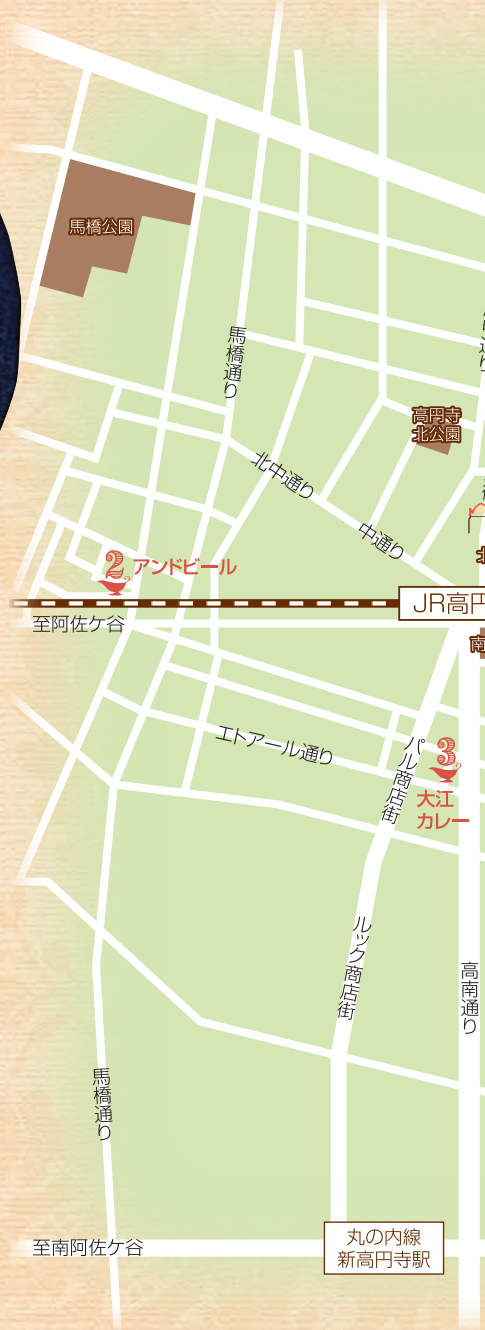 馬橋公園
馬橋通り
高円寺
北公園
北中通り
中通り
2 アンドビール
JR高円
至阿佐ケ谷
エトアール通り
パル商店街
3
大江
カレー
ルック商店街
高南通り
馬橋通り
至南阿佐ケ谷
丸の内線
新高円寺駅